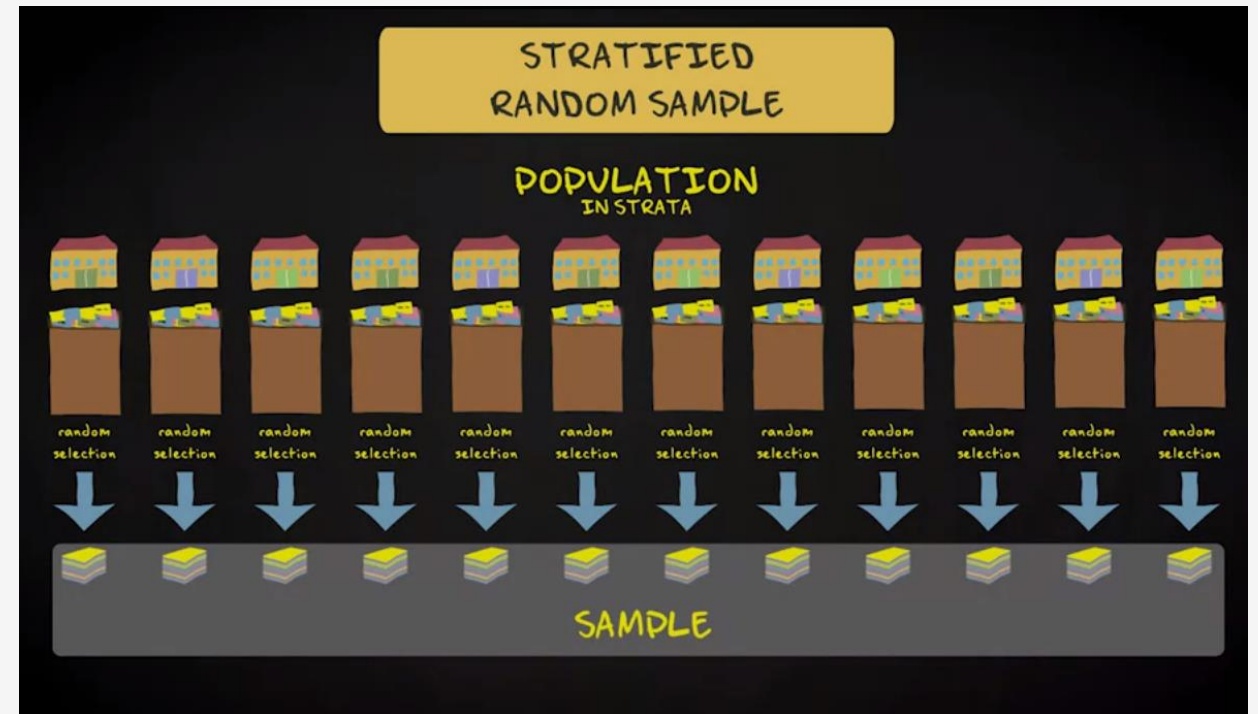 STRATIFIED
RANDOM SAMPLE
POPULATION
IN STRATA
random random random random random random random random random random random random
selection selection selection selection selection selection selection selection selection selection selection selection
SAMPLE